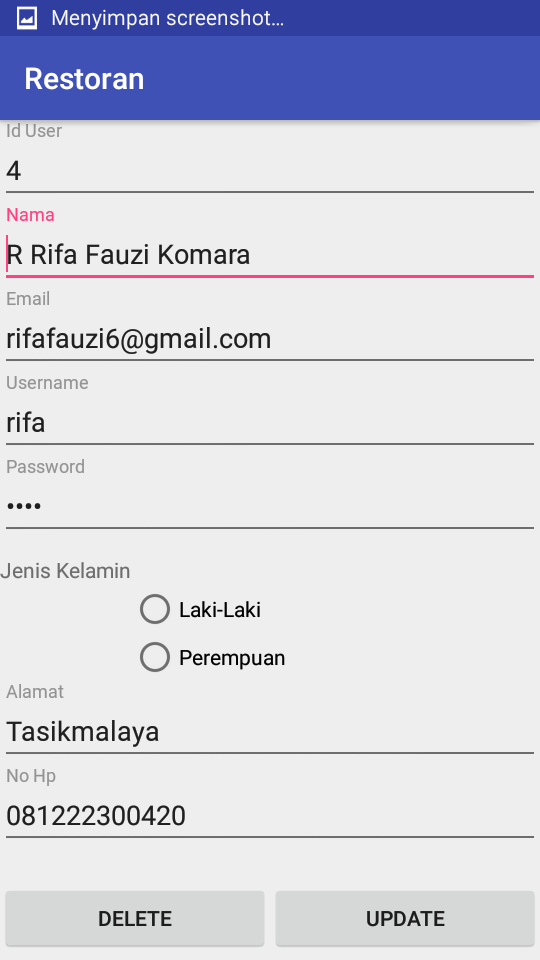 Menyimpan screenshot...
Restoran
Id User
4
Nama
R Rifa Fauzi Komara
Email
rifafauzi6@gmail.com
Username
rifa
Password
••••
Jenis Kelamin
Laki-Laki
Perempuan
Alamat
Tasikmalaya
No Hp
081222300420
DELETE UPDATE